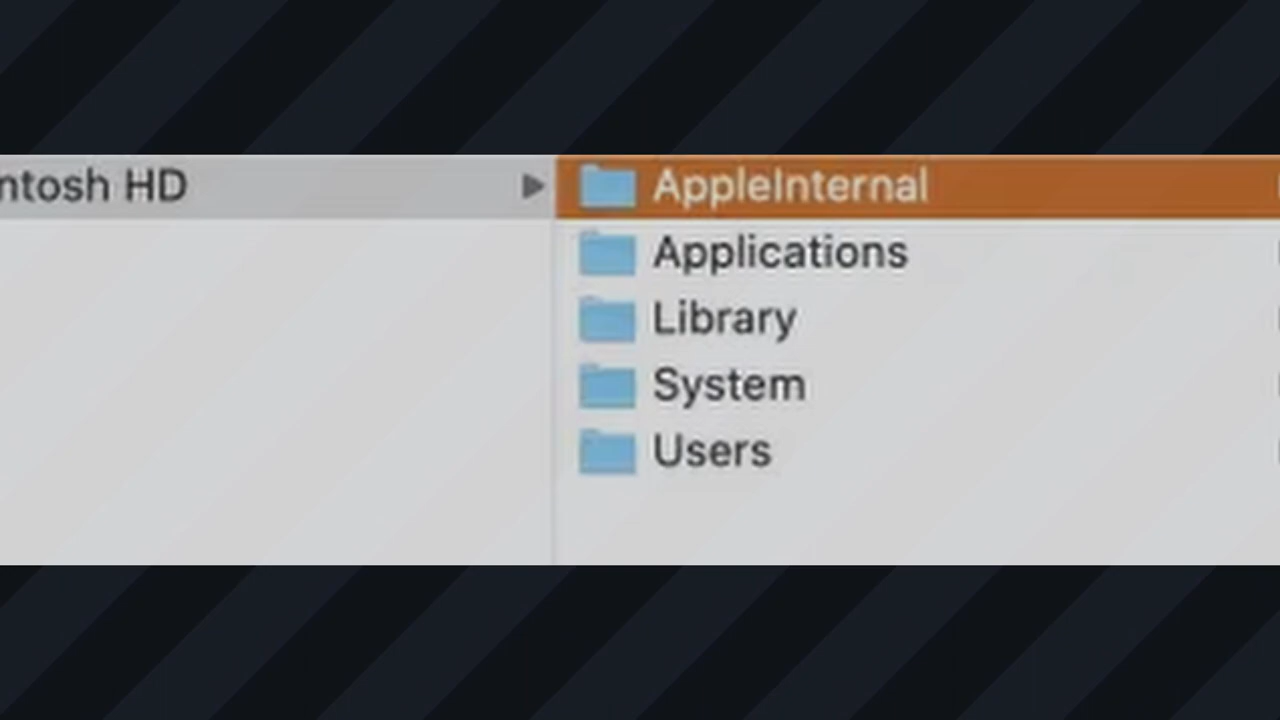 ntosh HD
AppleInternal
Applications
Library
System
Users